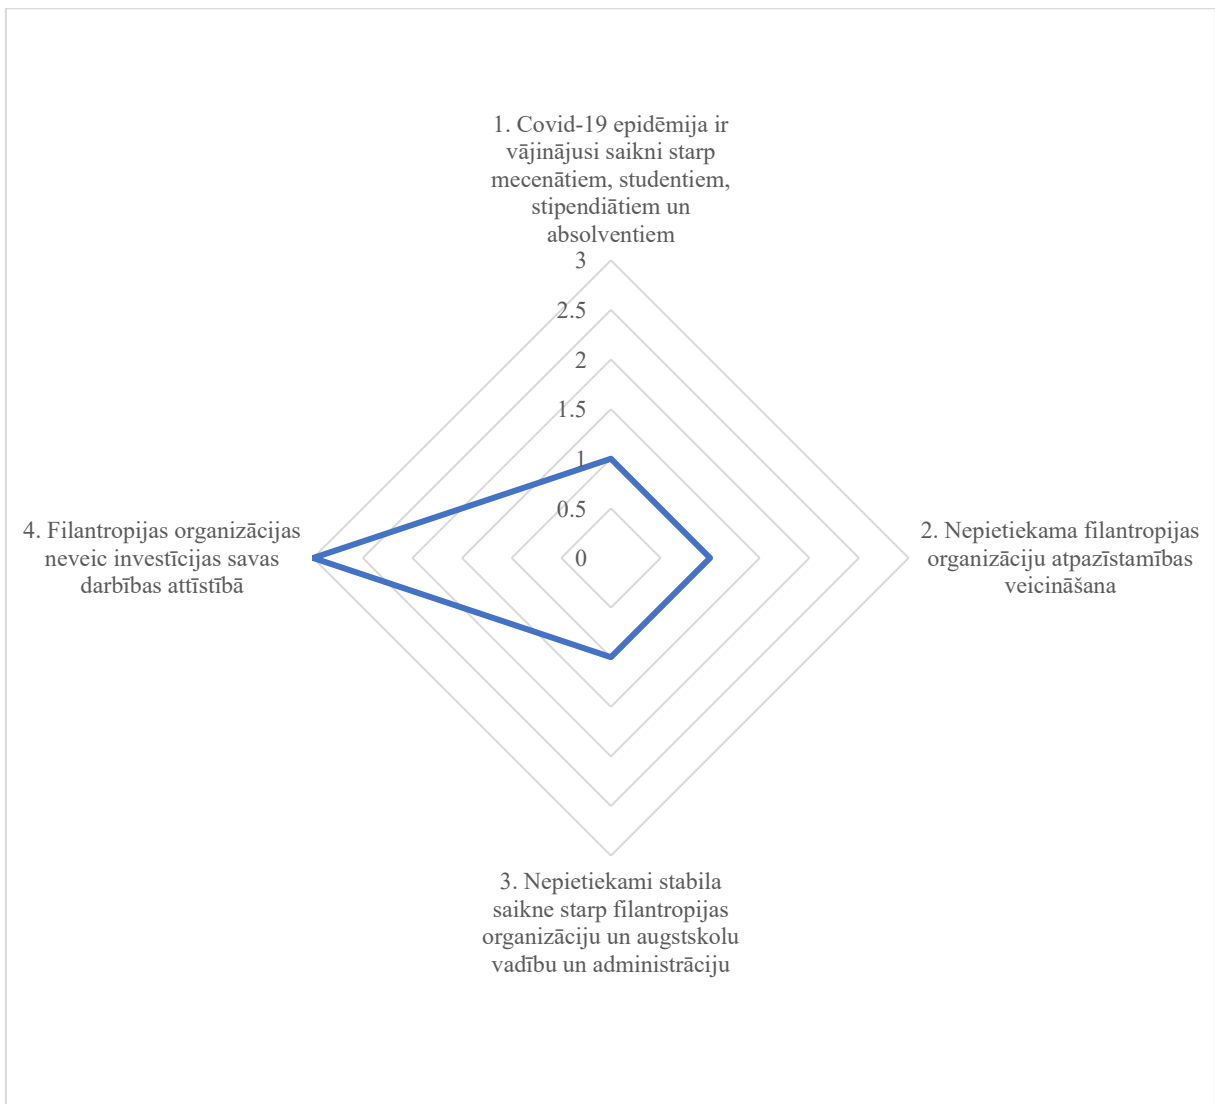 1. Covid-19 epidēmija ir
vājinājusi saikni starp
mecenātiem, studentiem,
stipendiātiem un
absolventiem
3
2.5
2
1.5
1
0.5
0
4. Filantropijas organizācijas
neveic investīcijas savas
darbības attīstībā
2. Nepietiekama filantropijas
organizāciju atpazīstamības
veicināšana
3. Nepietiekami stabila
saikne starp filantropijas
organizāciju un augstskolu
vadību un administrāciju